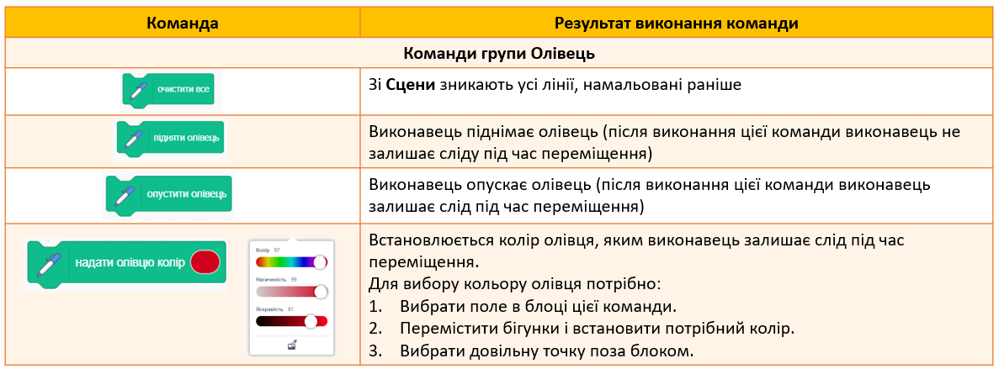 Команда
Результат виконання команди
Команди групи Олівець
очистити все
Зі Сцени зникають усі лінії, намальовані раніше
підняти олівець
Виконавець піднімає олівець (після виконання цієї команди виконавець не
залишає сліду під час переміщення)
опустити олівець
Виконавець опускає олівець (після виконання цієї команди виконавець
залишає слід під час переміщення)
надати олівцю колір
Колір 97
Насиченість 99
Яскравість 81
Встановлюється колір олівця, яким виконавець залишає слід під час
переміщення.
Для вибору кольору олівця потрібно:
1. Вибрати поле в блоці цієї команди.
2. Перемістити бігунки і встановити потрібний колір.
3. Вибрати довільну точку поза блоком.